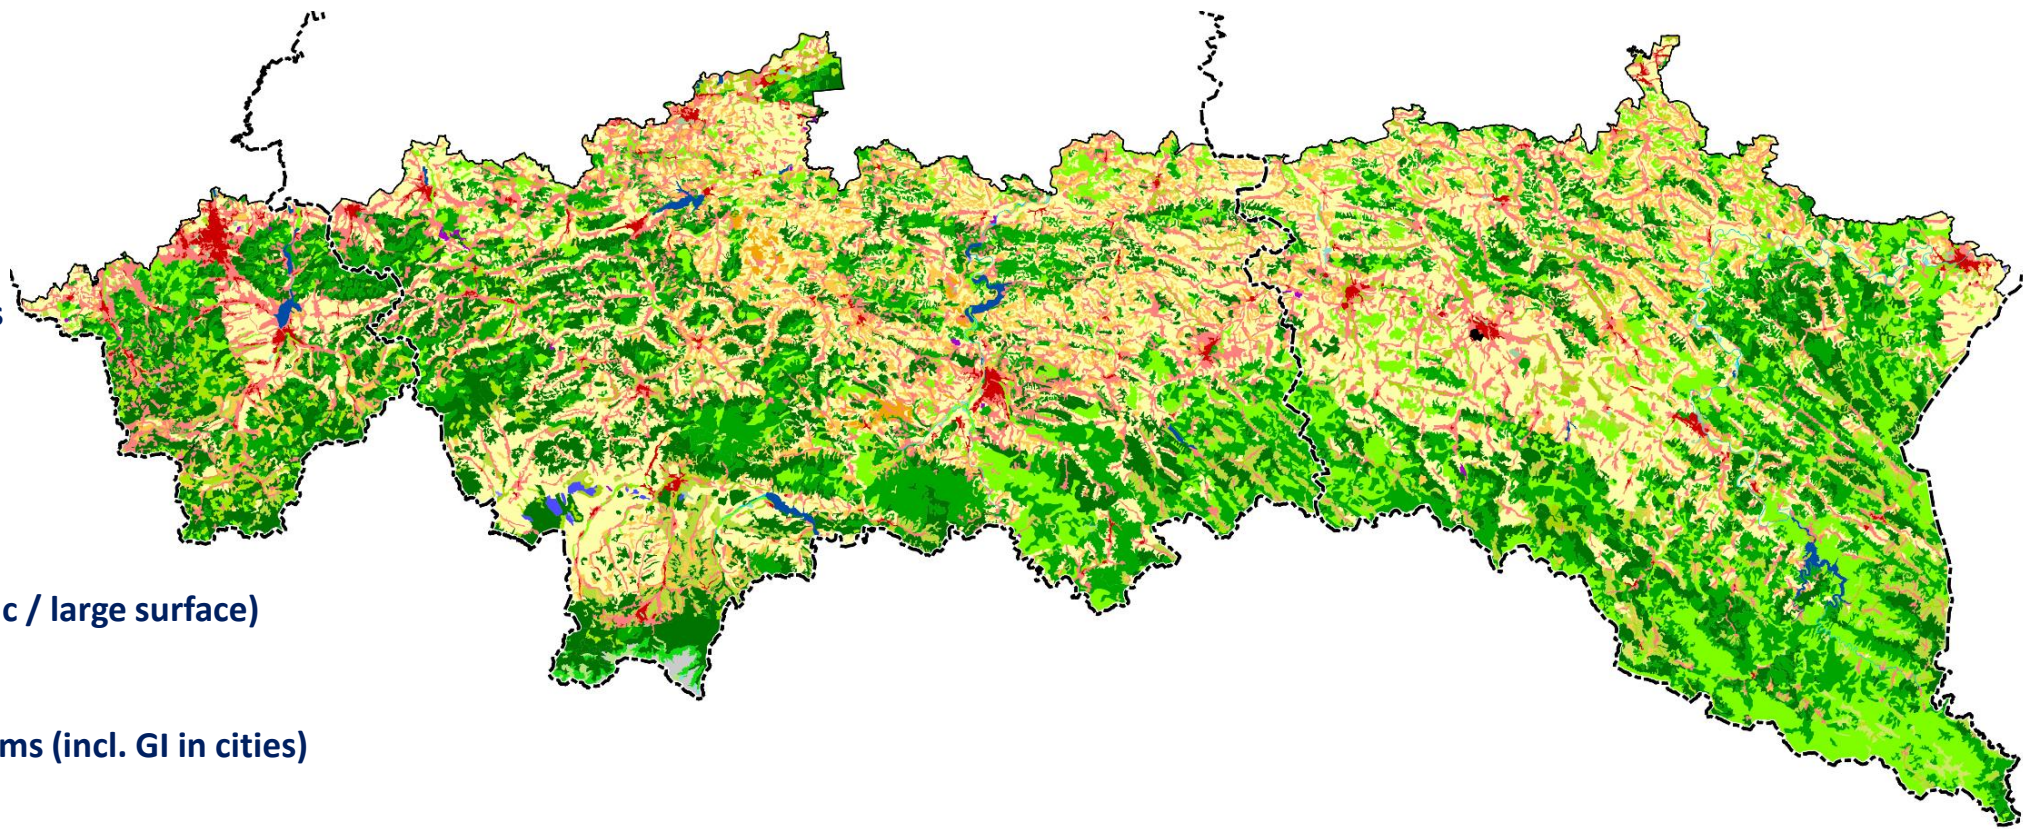 s
c / large surface)
ms (incl. GI in cities)